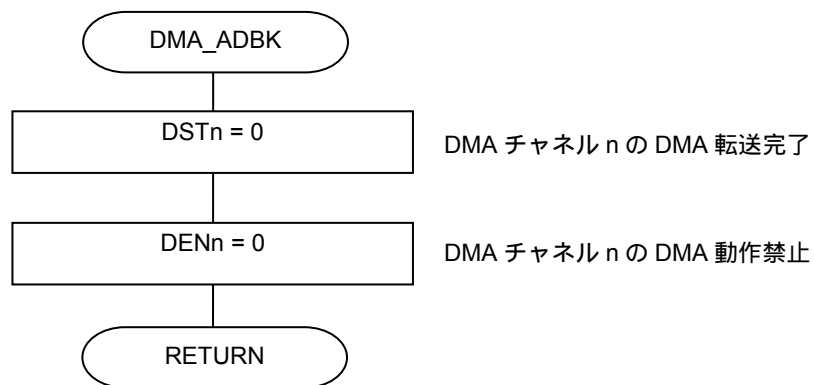 DMA_ADBK
DSTn = 0
DMA チャネル n の DMA 転送完了
DENn = 0
DMA チャネル n の DMA 動作禁止
RETURN